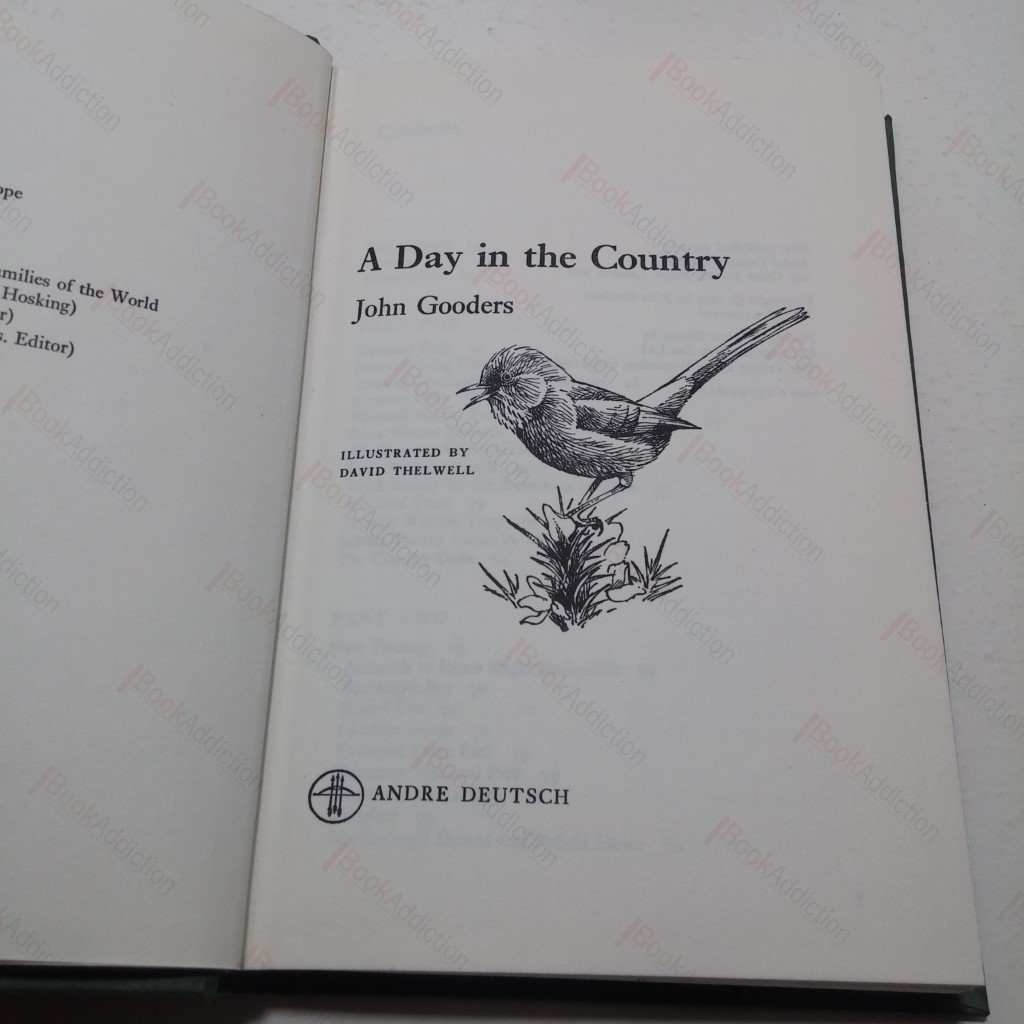 ope
milies of the World
Hosking)
r)
s. Editor)
A Day in the Country
John Gooders
ILLUSTRATED BY
DAVID THELWELL
ANDRE DEUTSCH
BookAddiction